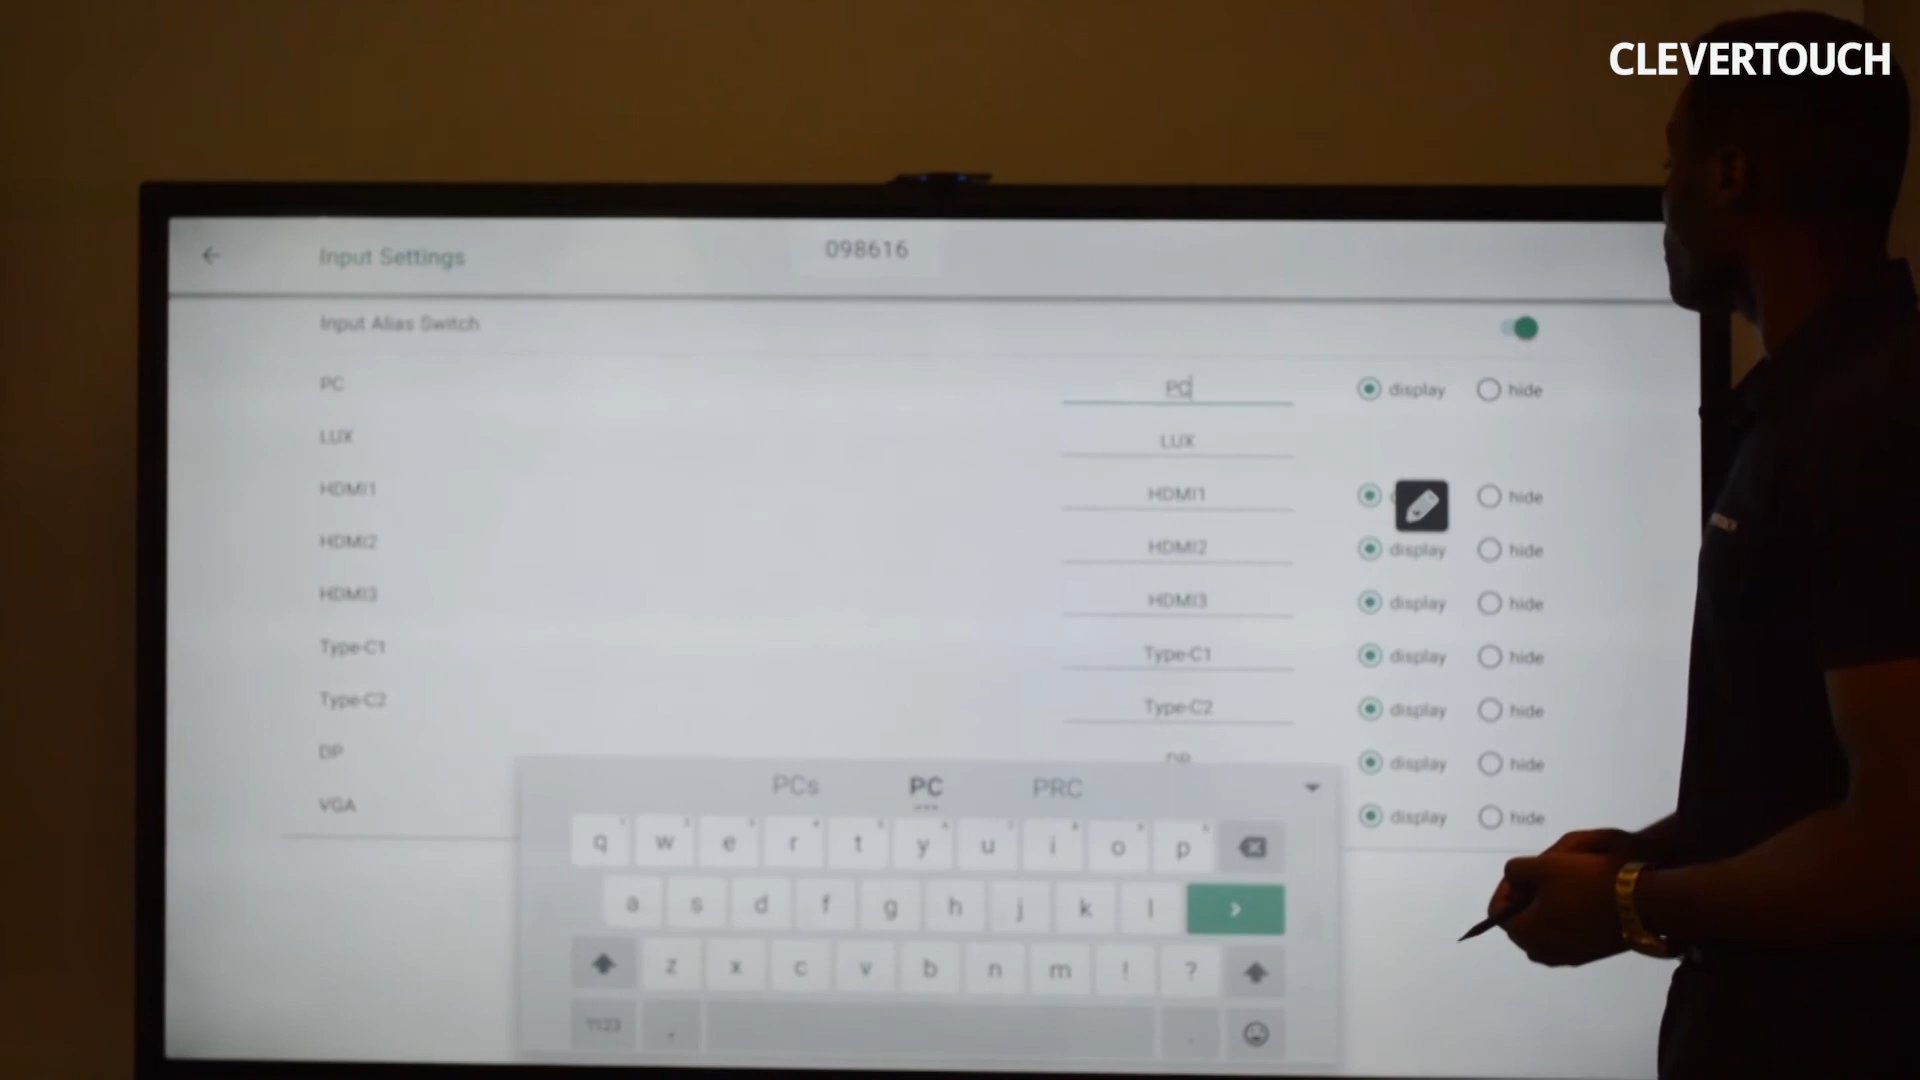 CLEVERTOUCH
Input Settings
098616
Input Alias Switch
PC PC display hide
LUX LUX
HDMI1 HDMI1 hide
HDMI2 HDMI2 display hide
HDMI3 HDMI3 display hide
Type-C1 Type-C1 display hide
Type-C2 Type-C2 display hide
DP DP display hide
VGA display hide
PCs PC PRC
q w e r t y u i o p
a s d f g h j k l >
z x c v b n m ! ?
?123 , .